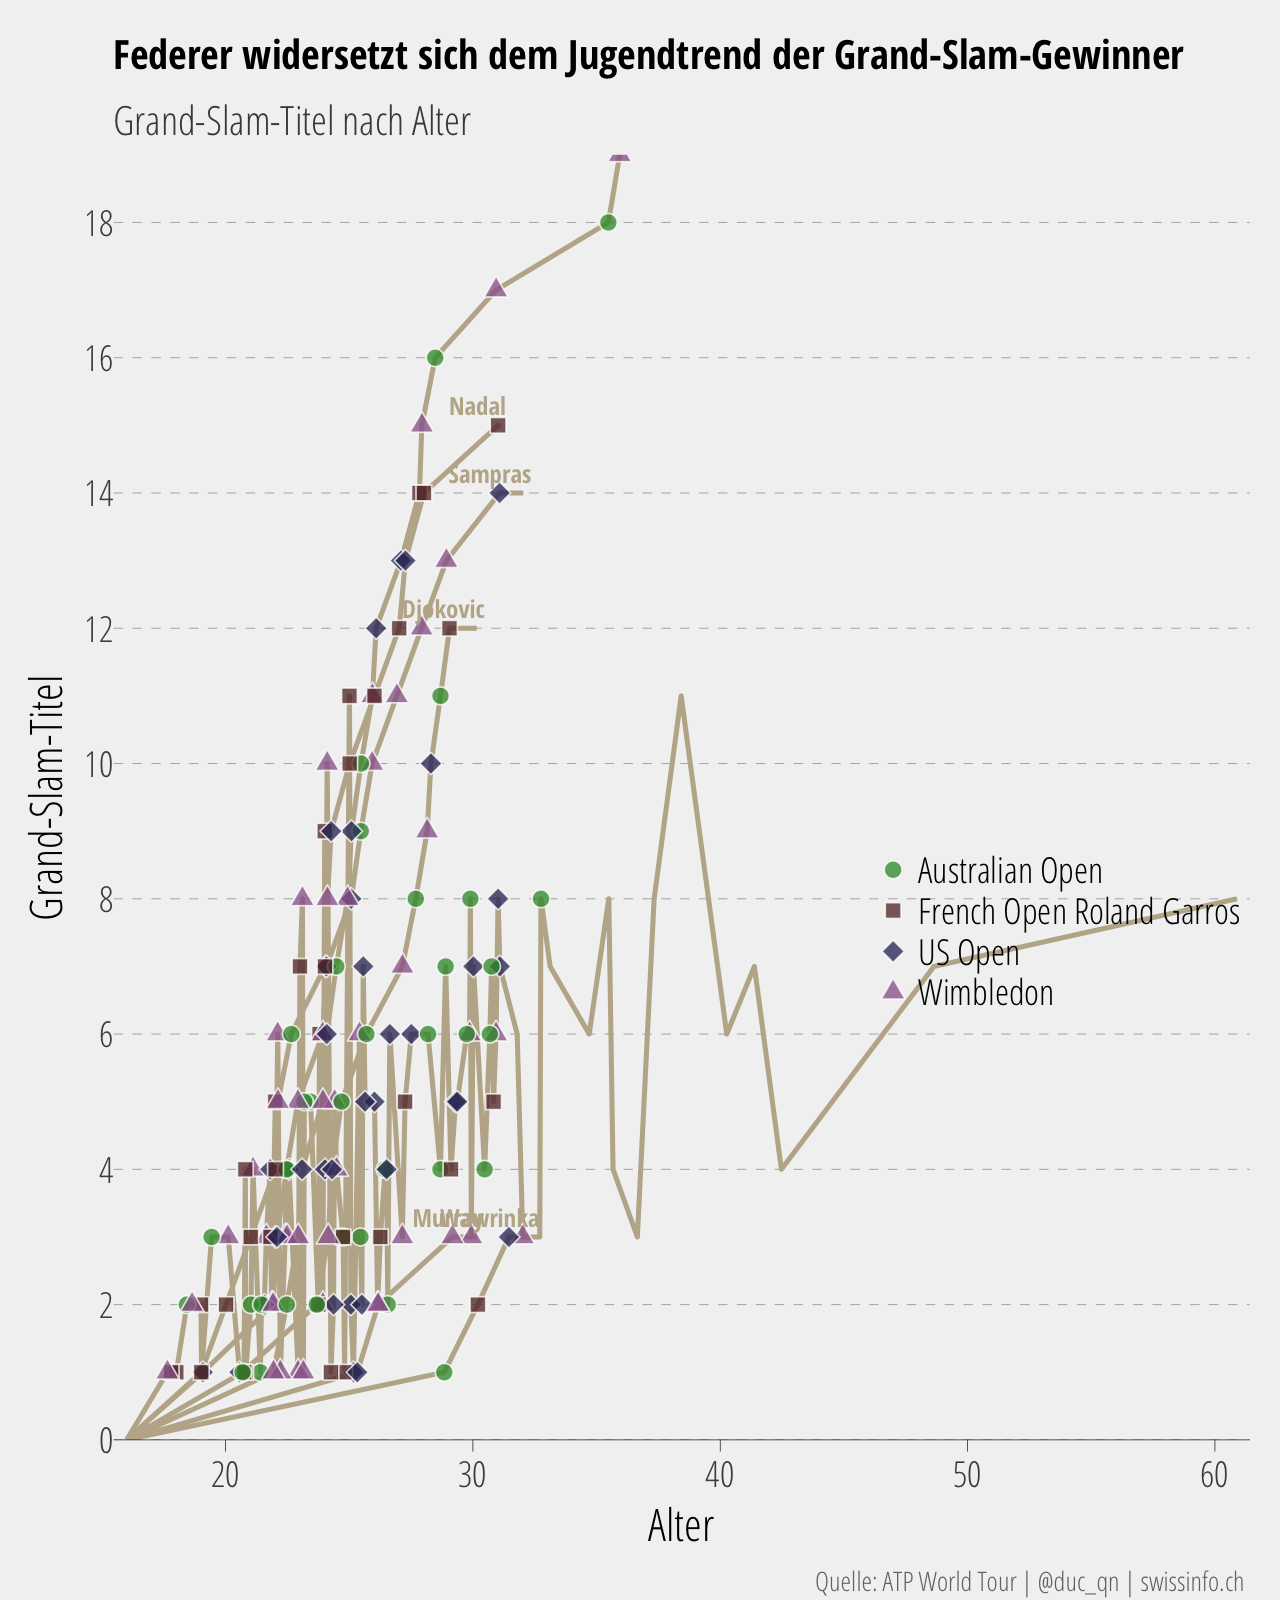 Federer widersetzt sich dem Jugendtrend der Grand-Slam-Gewinner
Grand-Slam-Titel nach Alter
Grand-Slam-Titel
18
16
14
12
10
8
6
4
2
0
Nadal
Sampras
Djokovic
Murray
Wawrinka
Australian Open
French Open Roland Garros
US Open
Wimbledon
20
30
40
50
60
Alter
Quelle: ATP World Tour | @duc_qn | swissinfo.ch